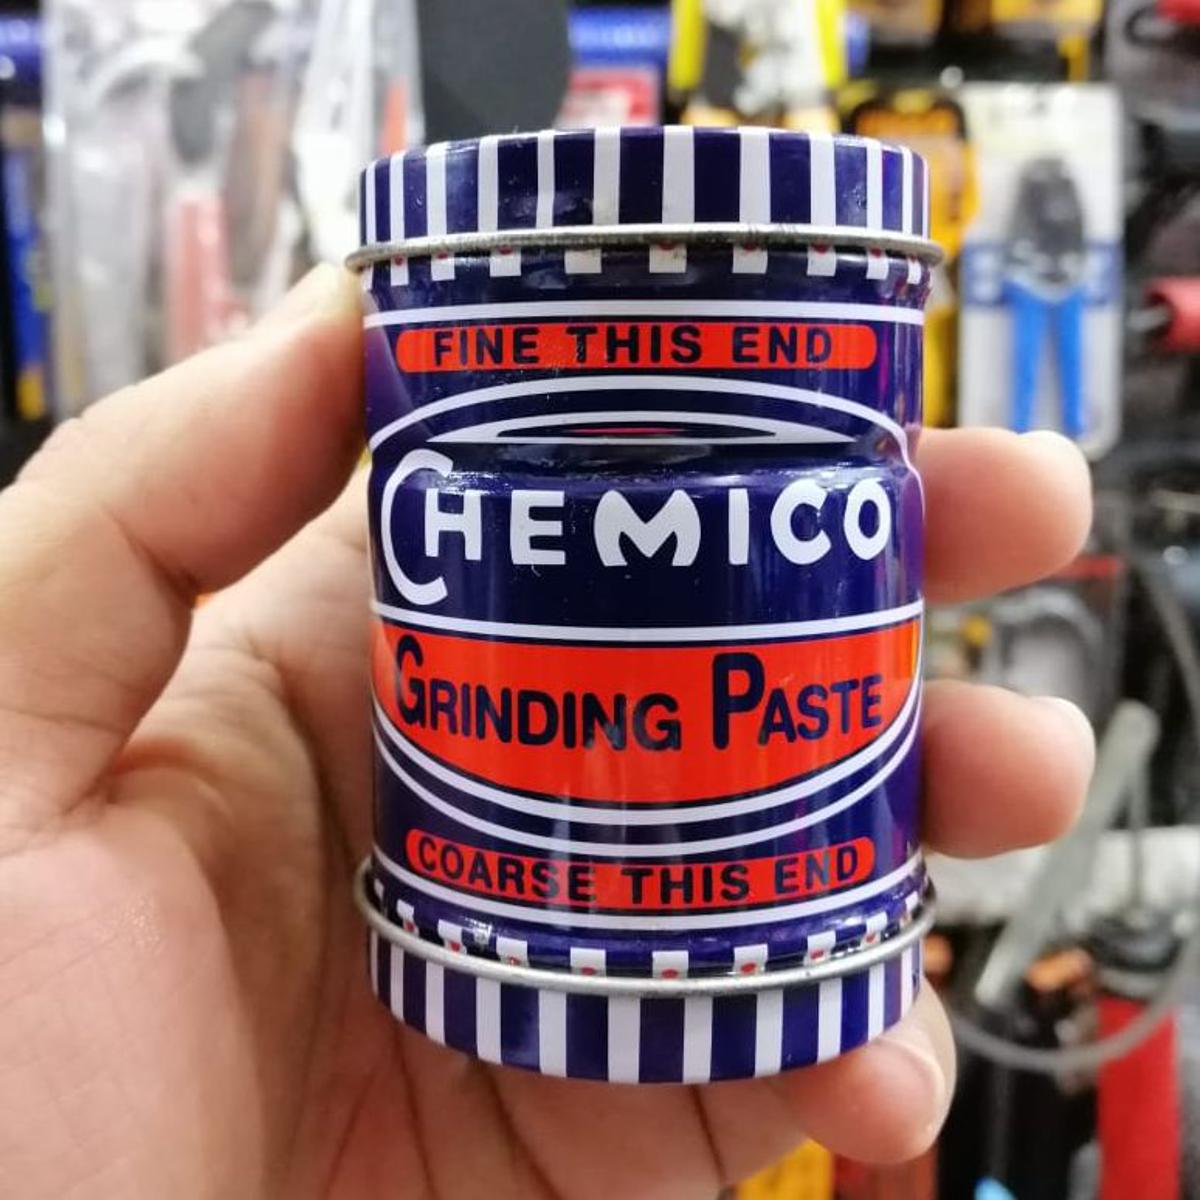 FINE THIS END
CHEMICO
GRINDING PASTE
COARSE THIS END